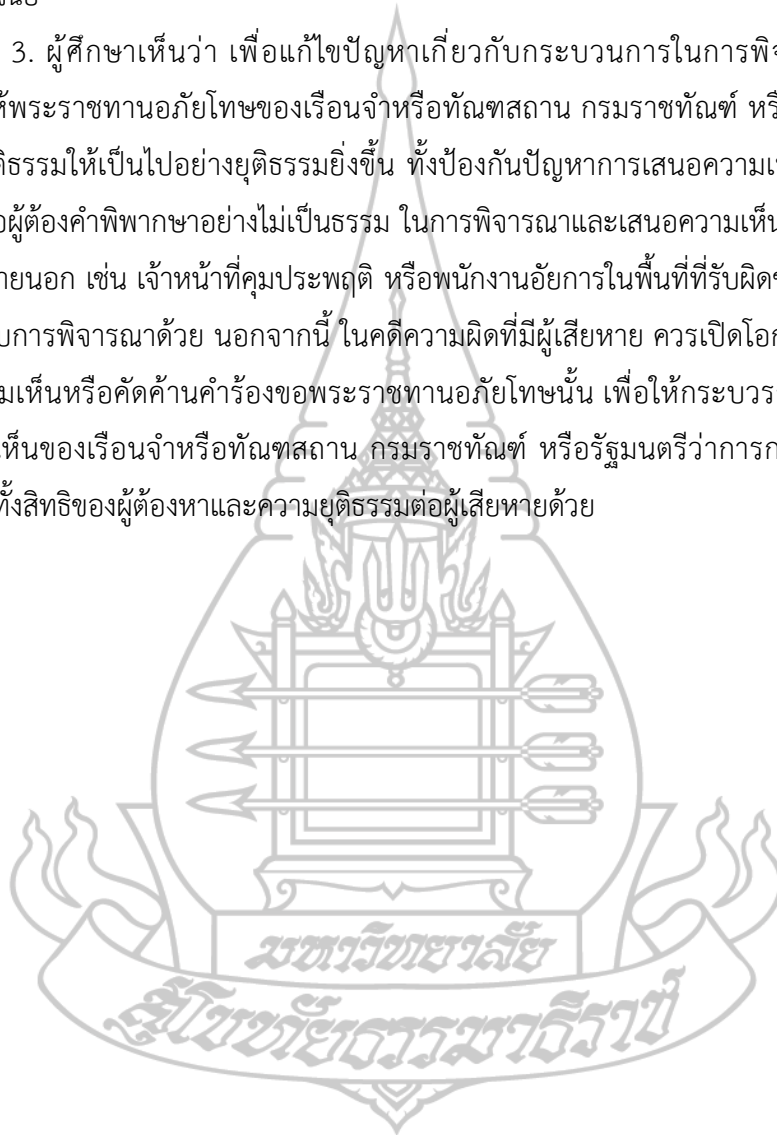 3. ผู้ศึกษาเห็นว่า เพื่อแก้ไขปัญหาเกี่ยวกับกระบวนการในการพิจ
ห้พระราชทานอภัยโทษของเรือนจำหรือทัณฑสถาน กรมราชทัณฑ์ หรื
ติธรรมให้เป็นไปอย่างยุติธรรมยิ่งขึ้น ทั้งป้องกันปัญหาการเสนอความเ
อผู้ต้องคำพิพากษาอย่างไม่เป็นธรรม ในการพิจารณาและเสนอความเห็น
ายนอก เช่น เจ้าหน้าที่คุมประพฤติ หรือพนักงานอัยการในพื้นที่ที่รับผิดช
บการพิจารณาด้วย นอกจากนี้ ในคดีความผิดที่มีผู้เสียหาย ควรเปิดโอก
มเห็นหรือคัดค้านคำร้องขอพระราชทานอภัยโทษนั้น เพื่อให้กระบวร
เห็นของเรือนจำหรือทัณฑสถาน กรมราชทัณฑ์ หรือรัฐมนตรีว่าการก
ทั้งสิทธิของผู้ต้องหาและความยุติธรรมต่อผู้เสียหายด้วย
มหาวิทยาลัย
สุโขทัยธรรมาธิราช